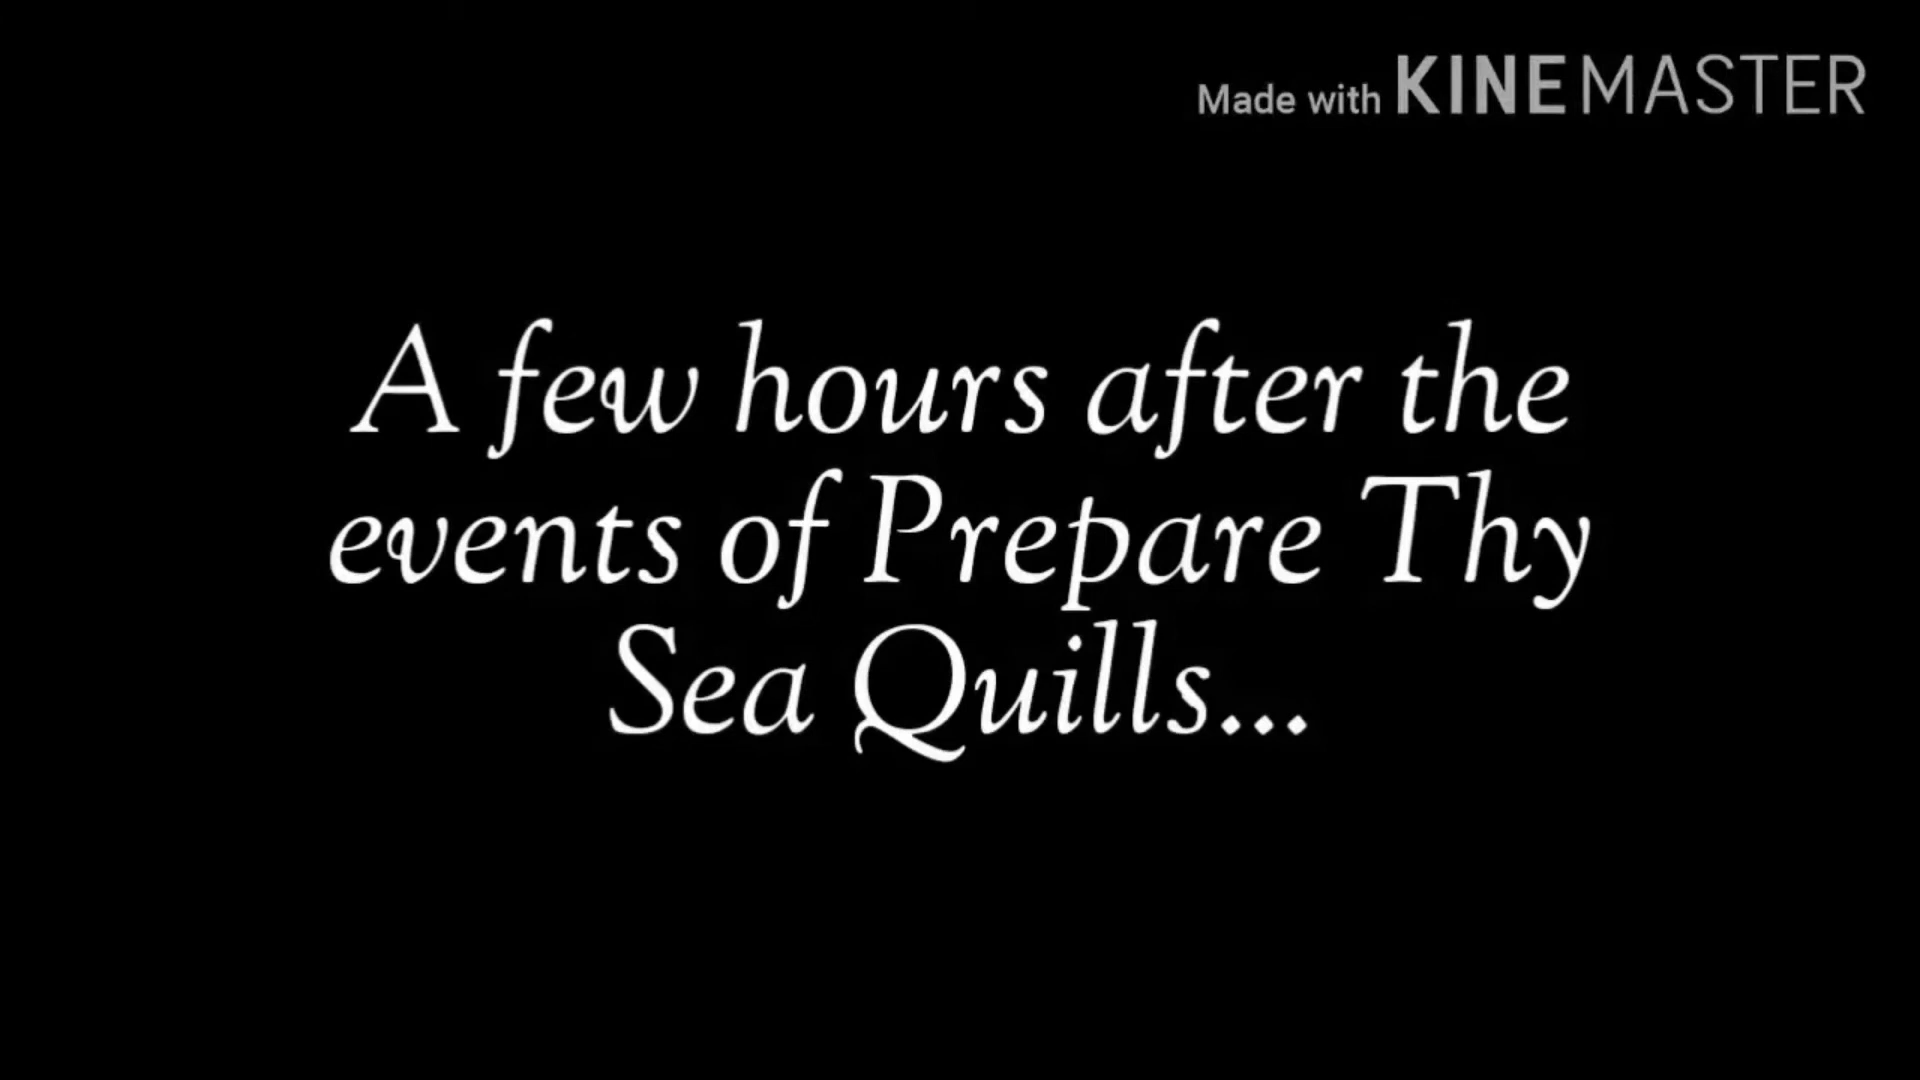 Made with KINEMASTER
A few hours after the
events of Prepare Thy
Sea Quills...